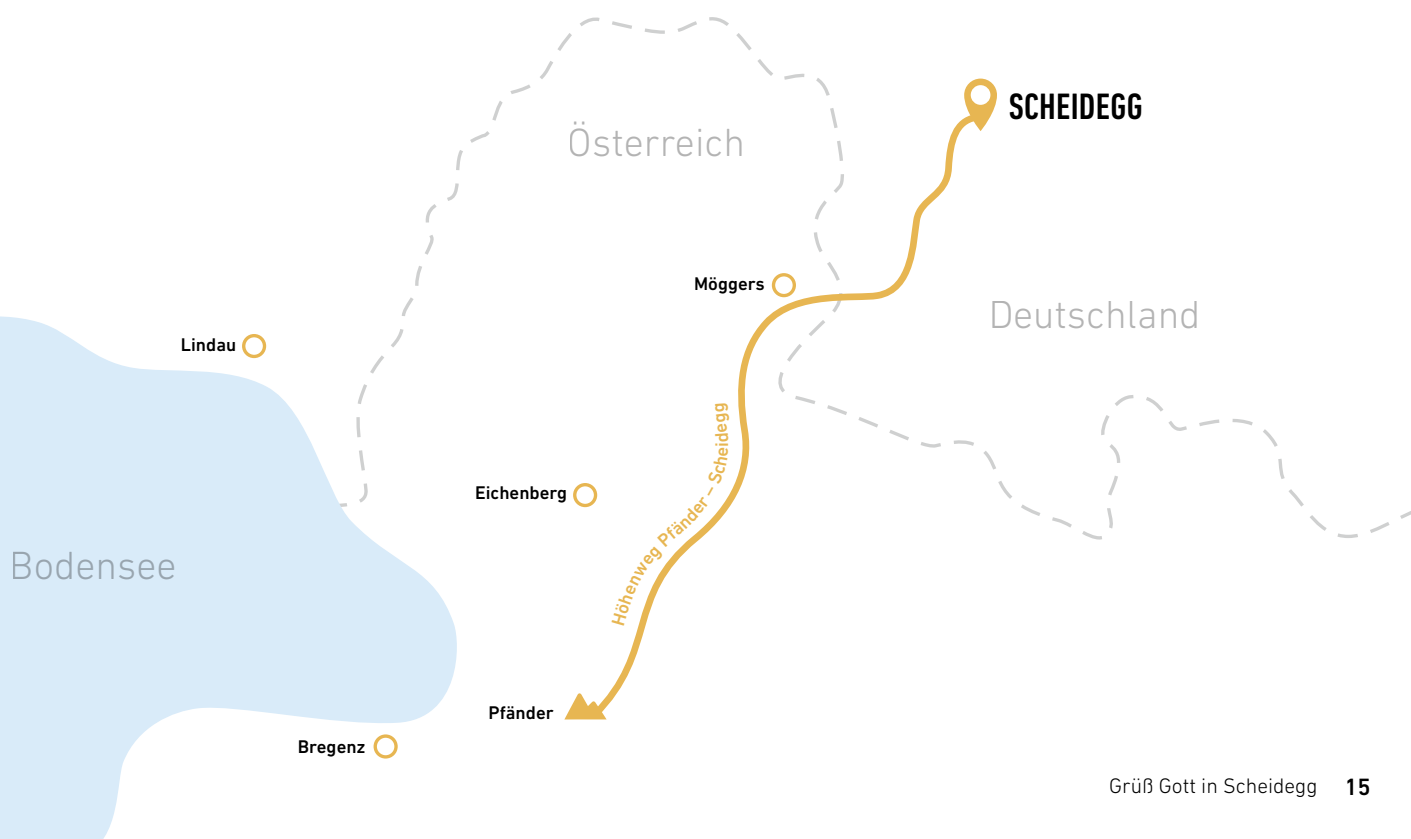 Österreich
SCHEIDEGG
Möggers
Deutschland
Lindau
Höhenweg Pfänder – Scheidegg
Eichenberg
Bodensee
Pfänder
Bregenz
Grüß Gott in Scheidegg 15